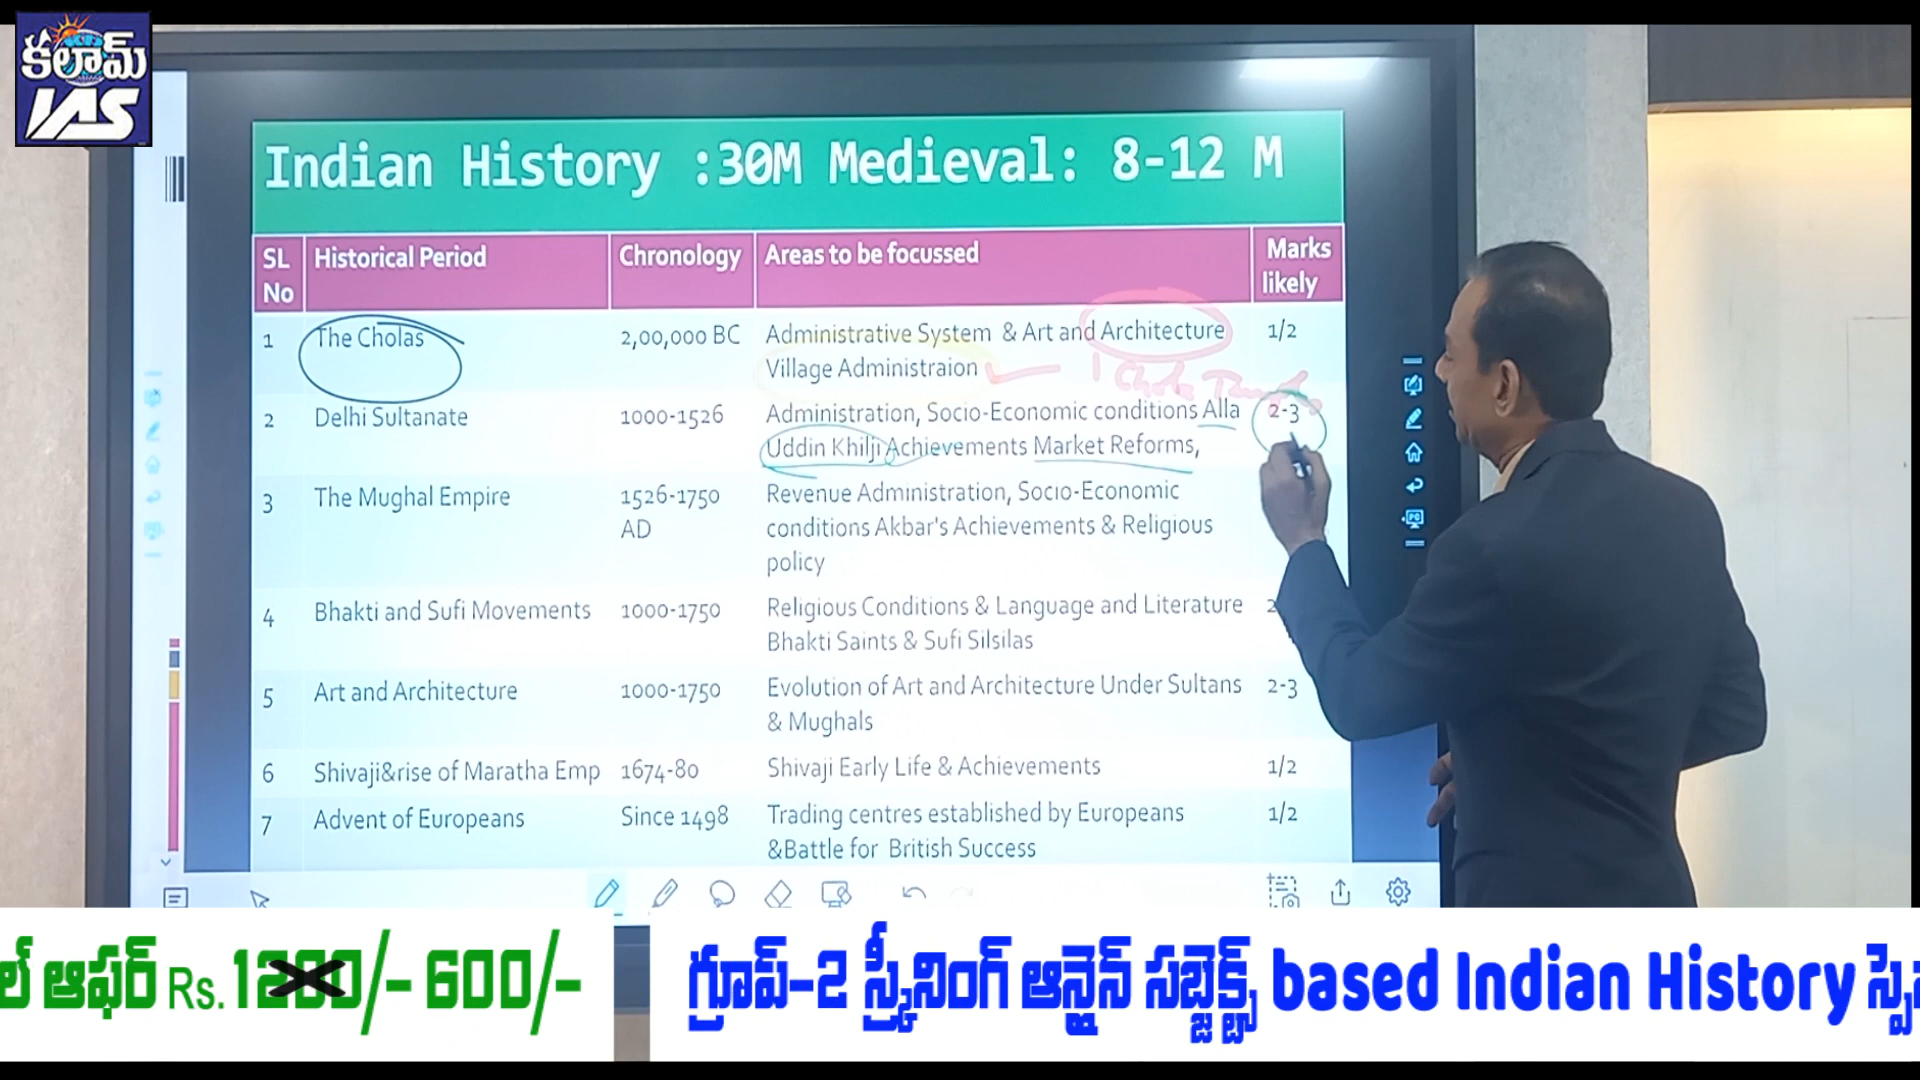 కలామ్
IAS
Indian History :30M Medieval: 8-12 M
SL No Historical Period Chronology Areas to be focussed Marks likely
1 The Cholas 2,00,000 BC Administrative System & Art and Architecture 1/2
Village Administraion
Chola
2 Delhi Sultanate 1000-1526 Administration, Socio-Economic conditions Alla 2-3
Uddin Khilji Achievements Market Reforms,
3 The Mughal Empire 1526-1750 AD Revenue Administration, Socio-Economic
conditions Akbar's Achievements & Religious
policy
4 Bhakti and Sufi Movements 1000-1750 Religious Conditions & Language and Literature 2
Bhakti Saints & Sufi Silsilas
5 Art and Architecture 1000-1750 Evolution of Art and Architecture Under Sultans 2-3
& Mughals
6 Shivaji&rise of Maratha Emp 1674-80 Shivaji Early Life & Achievements 1/2
7 Advent of Europeans Since 1498 Trading centres established by Europeans 1/2
&Battle for British Success
ల్ ఆఫర్ Rs. 1200/- 600/- గ్రూప్-2 స్క్రీనింగ్ ఆన్లైన్ సబ్జెక్ట్స్ based Indian History